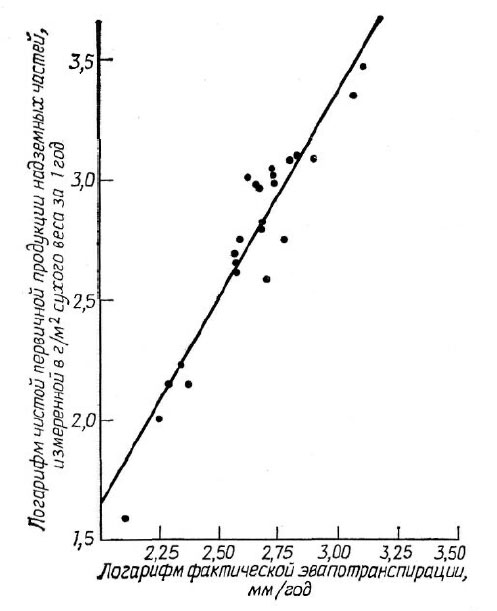 Логарифм чистой первичной продукции надземных частей,
измеренной в г/м² сухого веса за 1 год
3,5
3,0
2,5
2,0
1,5
2,25 2,50 2,75 3,00 3,25 3,50
Логарифм фактической эвапотранспирации,
мм/год